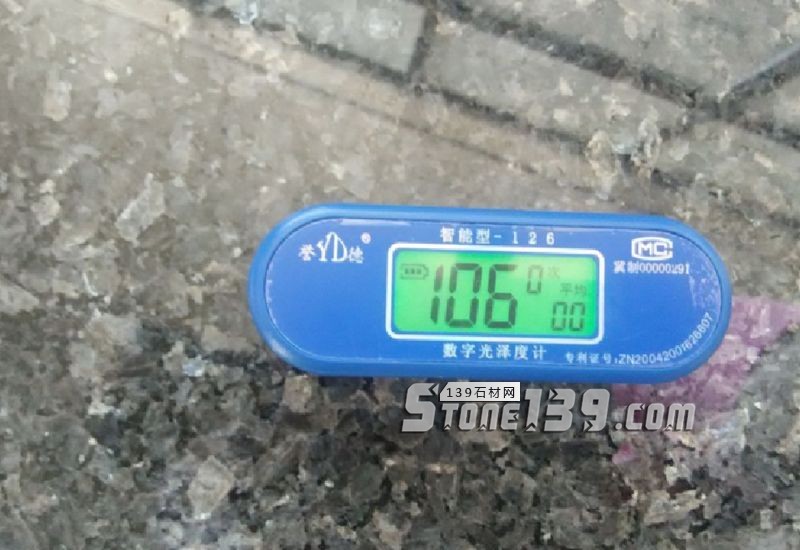 智能型-126
誉YD德®
MC
冀制00000291
106 0次
平均
00
数字光泽度计
专利证号:ZN20042001628607
139石材网
STONE139.COM